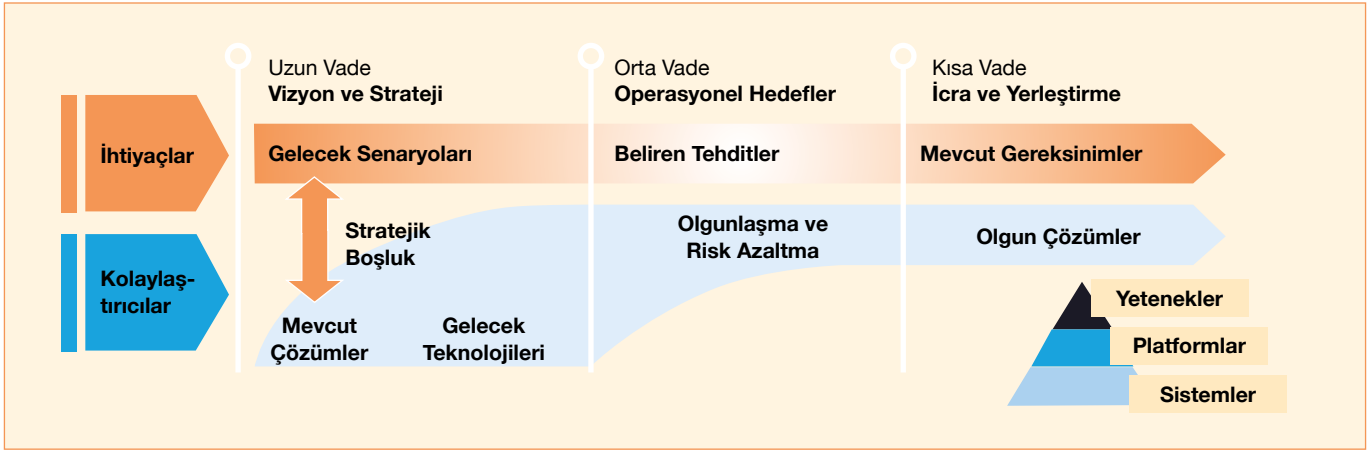 Uzun Vade
Vizyon ve Strateji
Orta Vade
Operasyonel Hedefler
Kısa Vade
İcra ve Yerleştirme
İhtiyaçlar
Gelecek Senaryoları
Beliren Tehditler
Mevcut Gereksinimler
Kolaylaş-
tırıcılar
Stratejik
Boşluk
Olgunlaşma ve
Risk Azaltma
Olgun Çözümler
Mevcut
Çözümler
Gelecek
Teknolojileri
Yetenekler
Platformlar
Sistemler